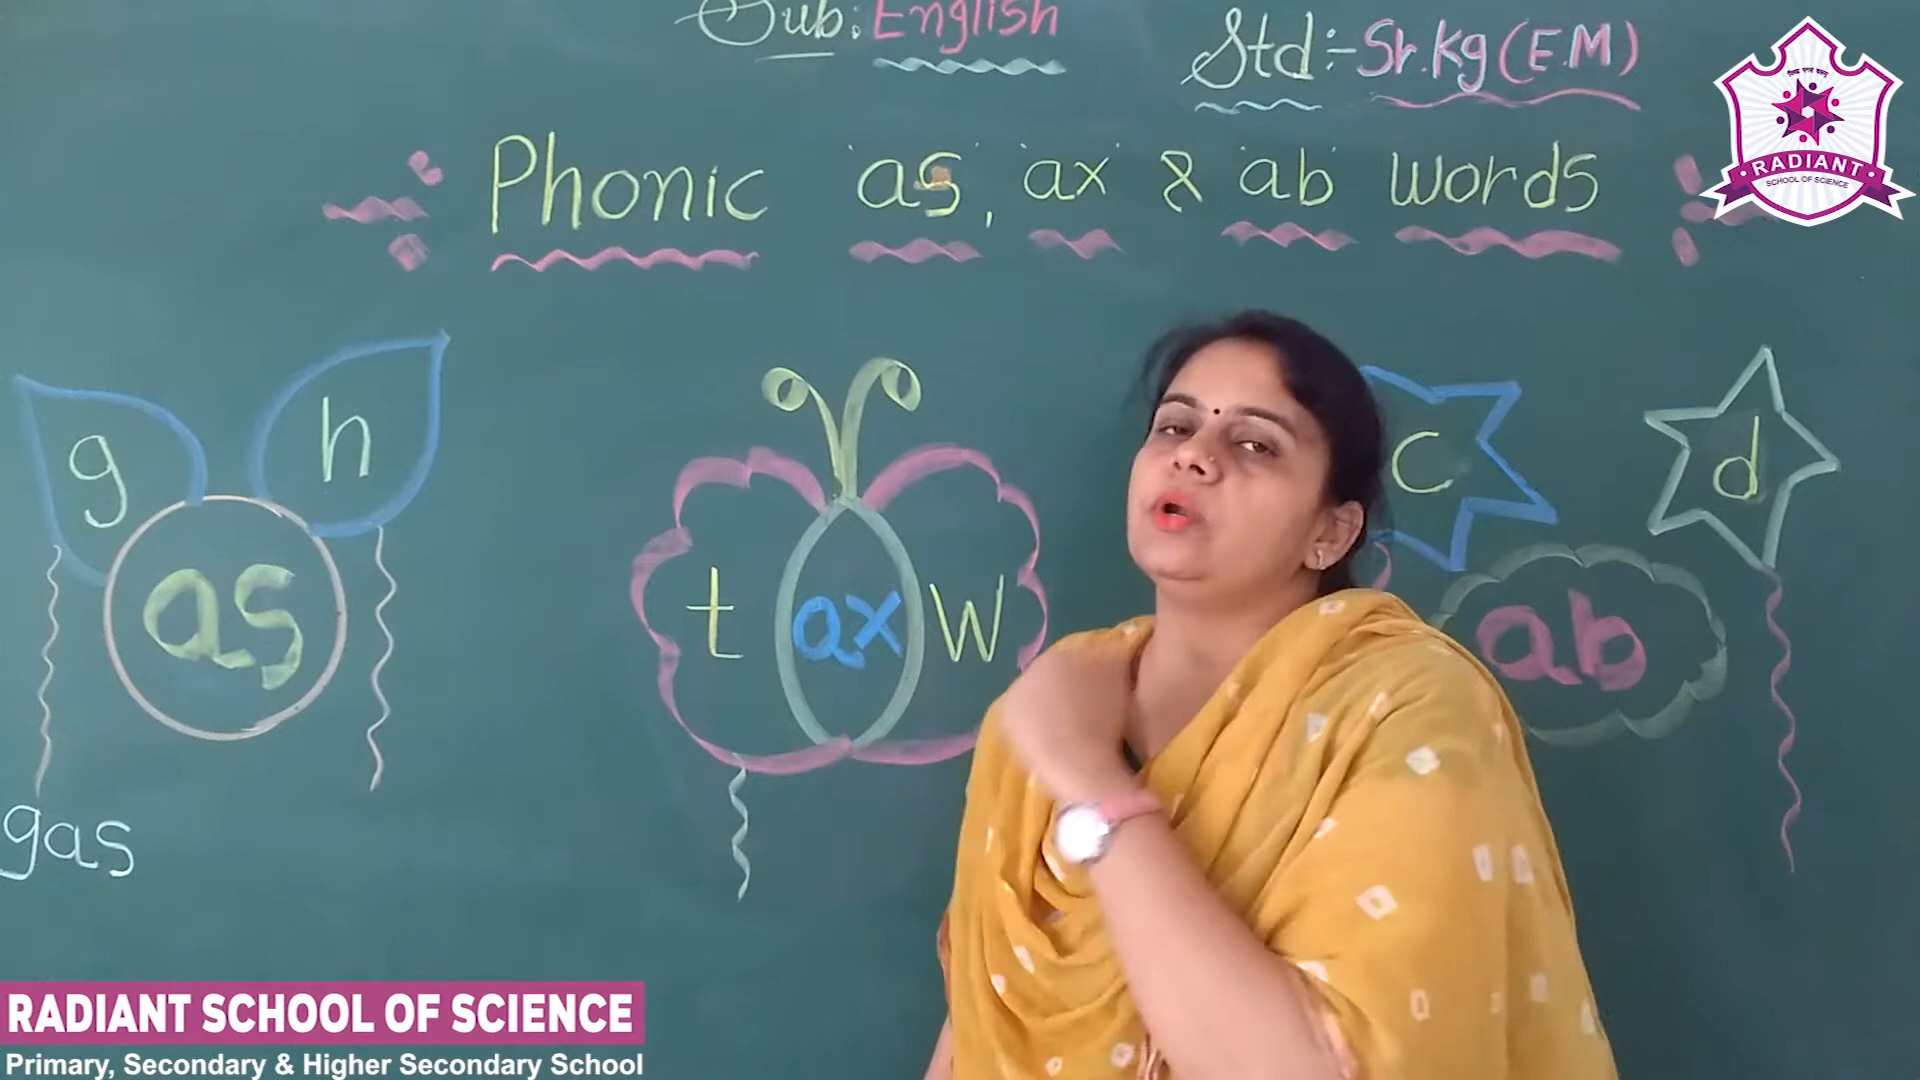 Sub: English
Std:- Sr.Kg (E.M)
Phonic 'as', 'ax' & 'ab' words
RADIANT
SCHOOL OF SCIENCE
g h
as
t ax w
c d
ab
gas
RADIANT SCHOOL OF SCIENCE
Primary, Secondary & Higher Secondary School